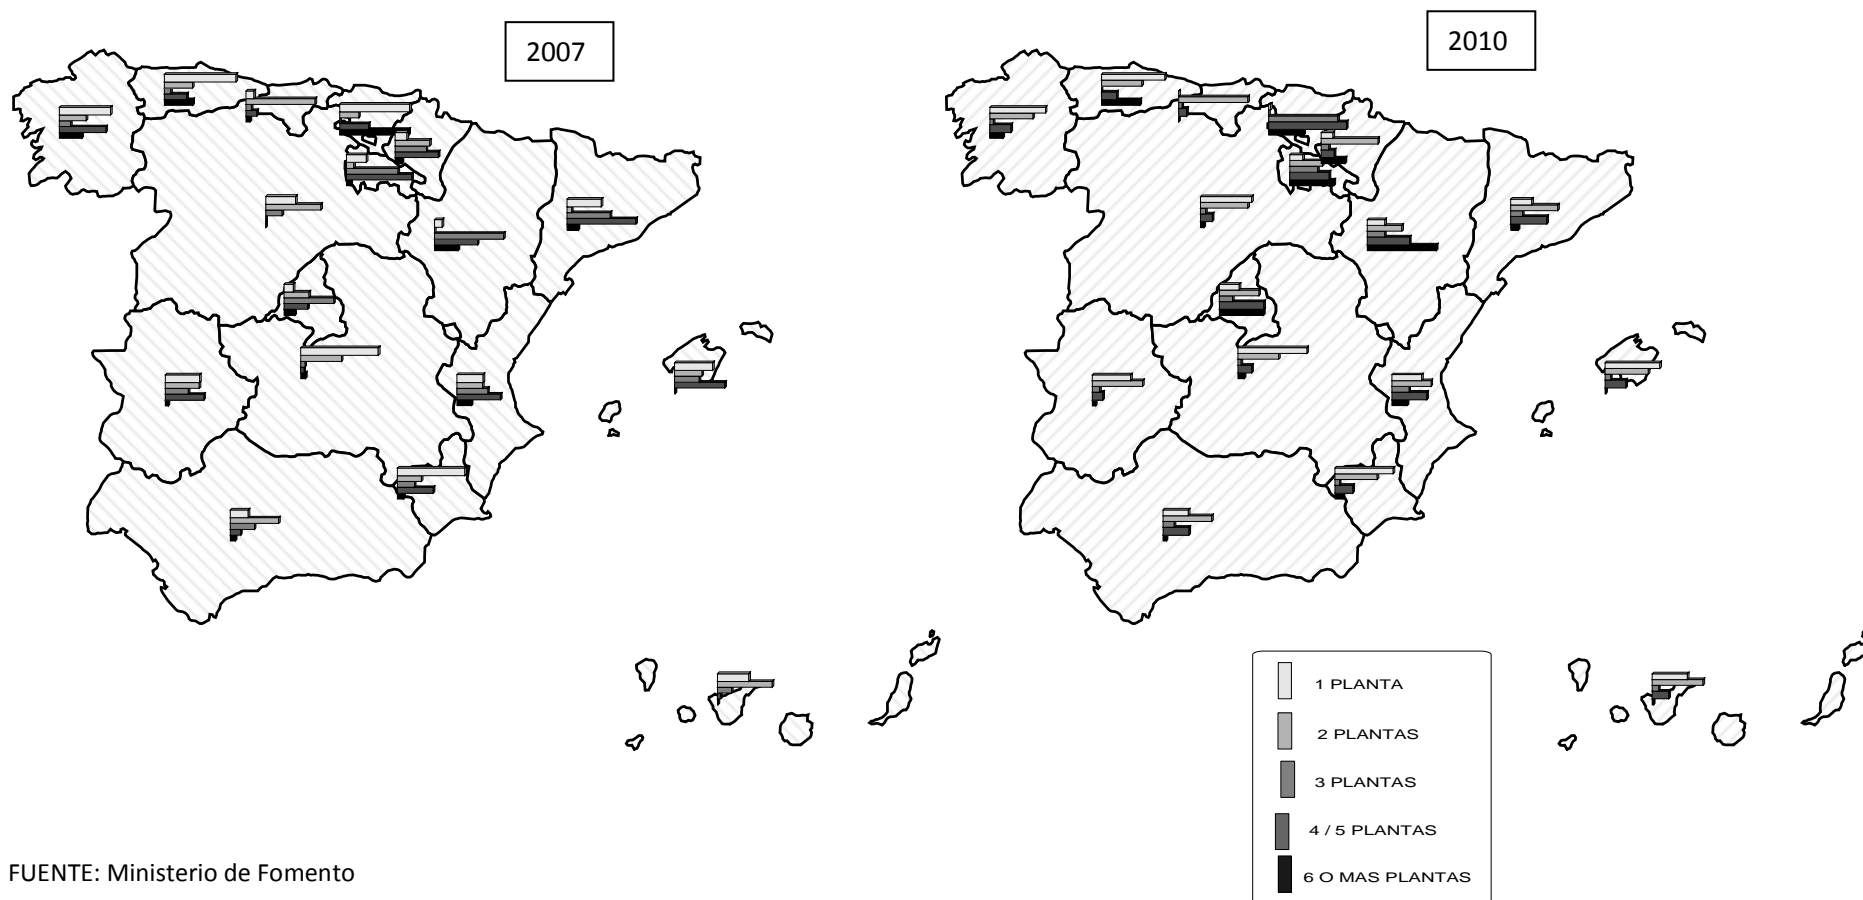 2007
2010
1 PLANTA
2 PLANTAS
3 PLANTAS
4 / 5 PLANTAS
6 O MAS PLANTAS
FUENTE: Ministerio de Fomento